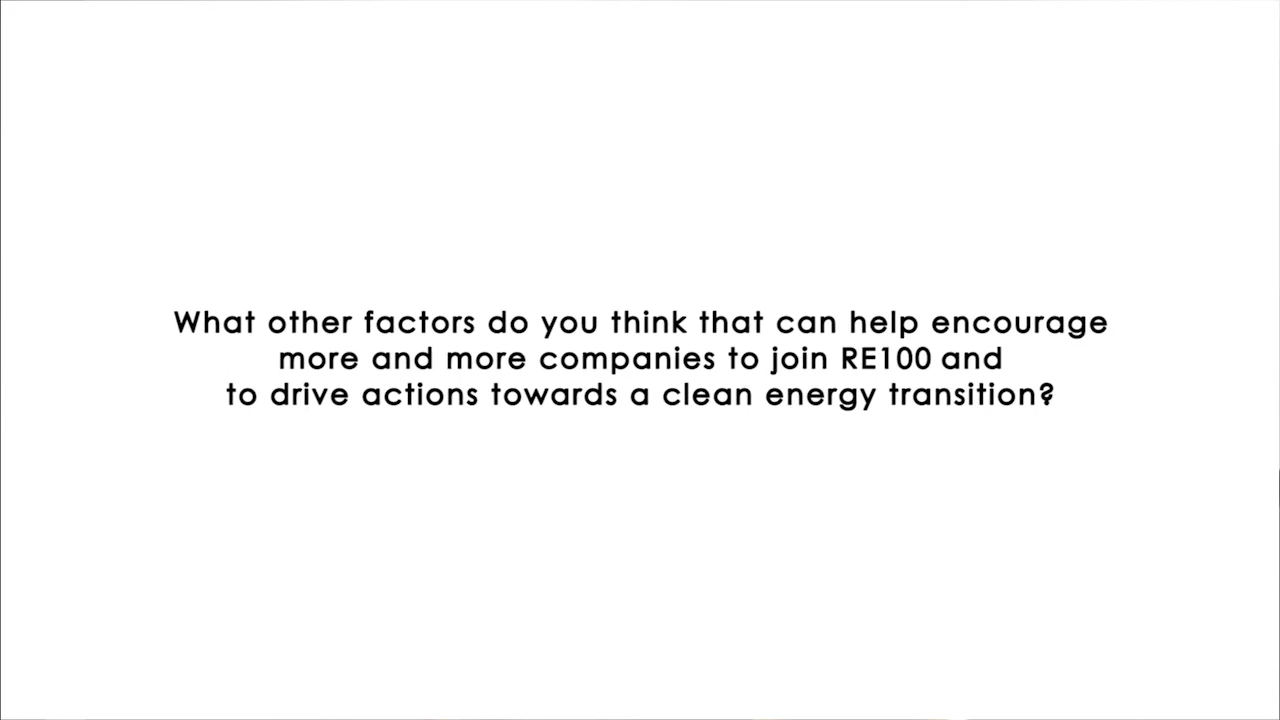 What other factors do you think that can help encourage
more and more companies to join RE100 and
to drive actions towards a clean energy transition?